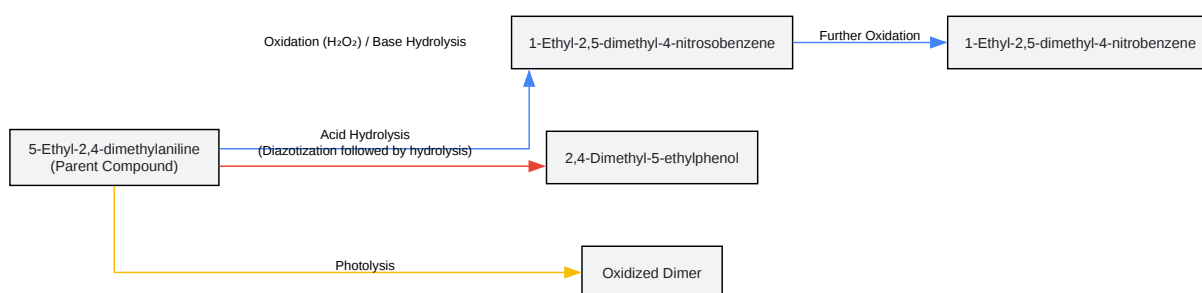 Oxidation (H₂O₂) / Base Hydrolysis
1-Ethyl-2,5-dimethyl-4-nitrosobenzene
Further Oxidation
1-Ethyl-2,5-dimethyl-4-nitrobenzene
5-Ethyl-2,4-dimethylaniline
(Parent Compound)
Acid Hydrolysis
(Diazotization followed by hydrolysis)
2,4-Dimethyl-5-ethylphenol
Photolysis
Oxidized Dimer